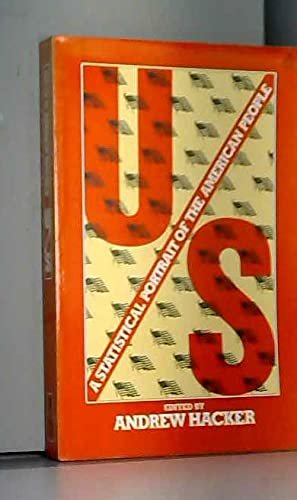 U
A STATISTICAL PORTRAIT OF THE AMERICAN PEOPLE
S
EDITED BY
ANDREW HACKER